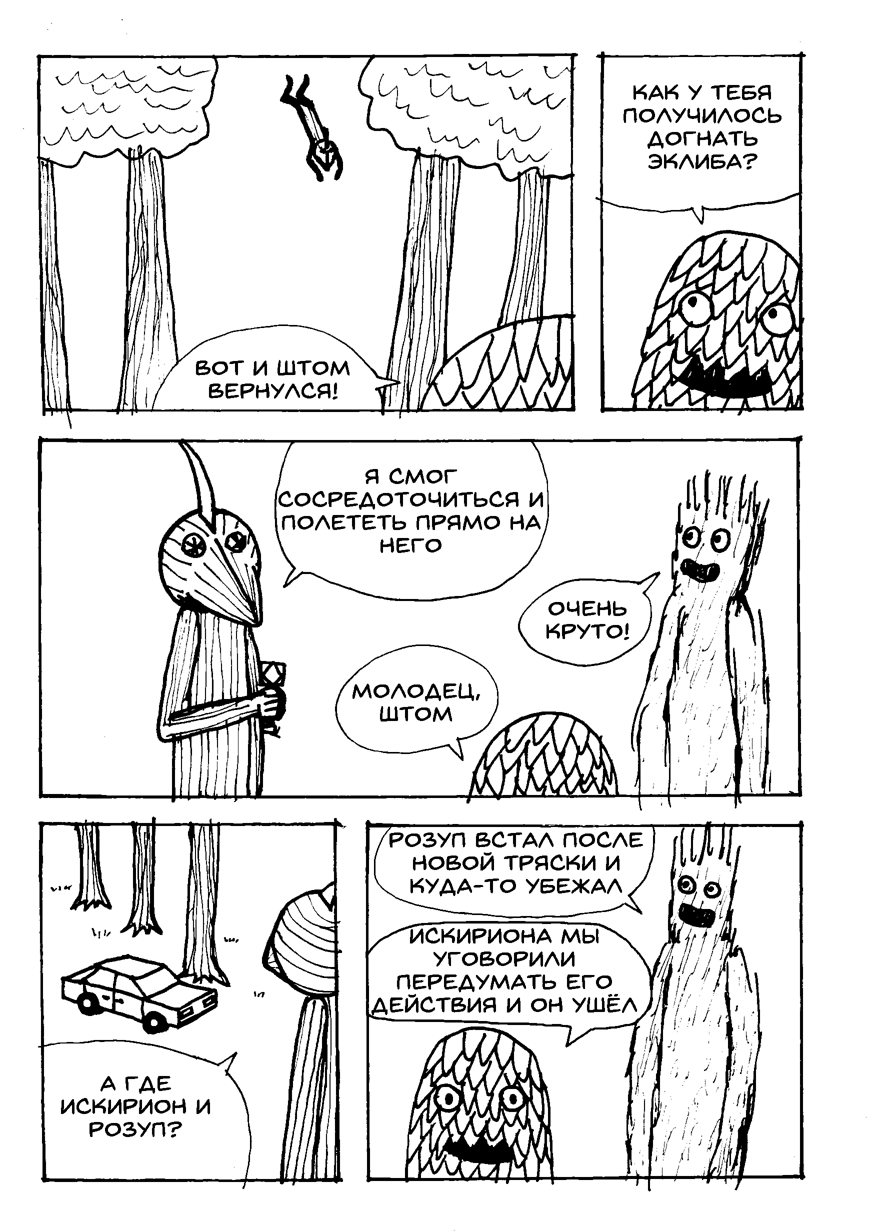 ВОТ И ШТОМ
ВЕРНУЛСЯ!
КАК У ТЕБЯ
ПОЛУЧИЛОСЬ
ДОГНАТЬ
ЭКЛИБА?
Я СМОГ
СОСРЕДОТОЧИТЬСЯ И
ПОЛЕТЕТЬ ПРЯМО НА
НЕГО
ОЧЕНЬ
КРУТО!
МОЛОДЕЦ,
ШТОМ
А ГДЕ
ИСКИРИОН И
РОЗУП?
РОЗУП ВСТАЛ ПОСЛЕ
НОВОЙ ТРЯСКИ И
КУДА-ТО УБЕЖАЛ
ИСКИРИОНА МЫ
УГОВОРИЛИ
ПЕРЕДУМАТЬ ЕГО
ДЕЙСТВИЯ И ОН УШЁЛ